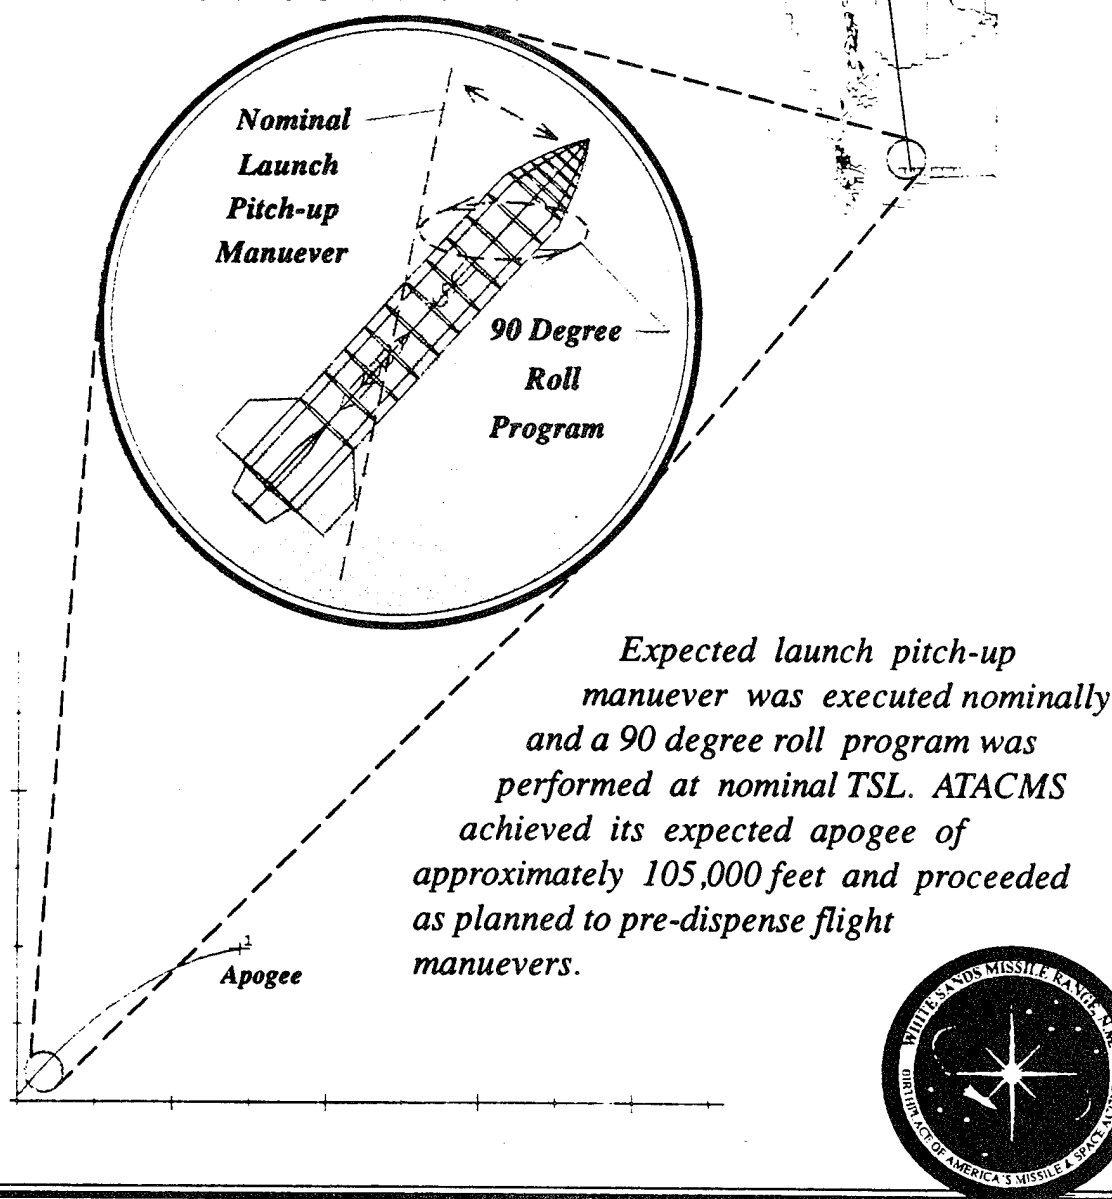 Nominal
Launch
Pitch-up
Manuever
90 Degree
Roll
Program
Expected launch pitch-up
manuever was executed nominally
and a 90 degree roll program was
performed at nominal TSL. ATACMS
achieved its expected apogee of
approximately 105,000 feet and proceeded
as planned to pre-dispense flight
manuevers.
1
Apogee
WHITE SANDS MISSILE RANGE, N.M.
BIRTHPLACE OF AMERICA'S MISSILE & SPACE